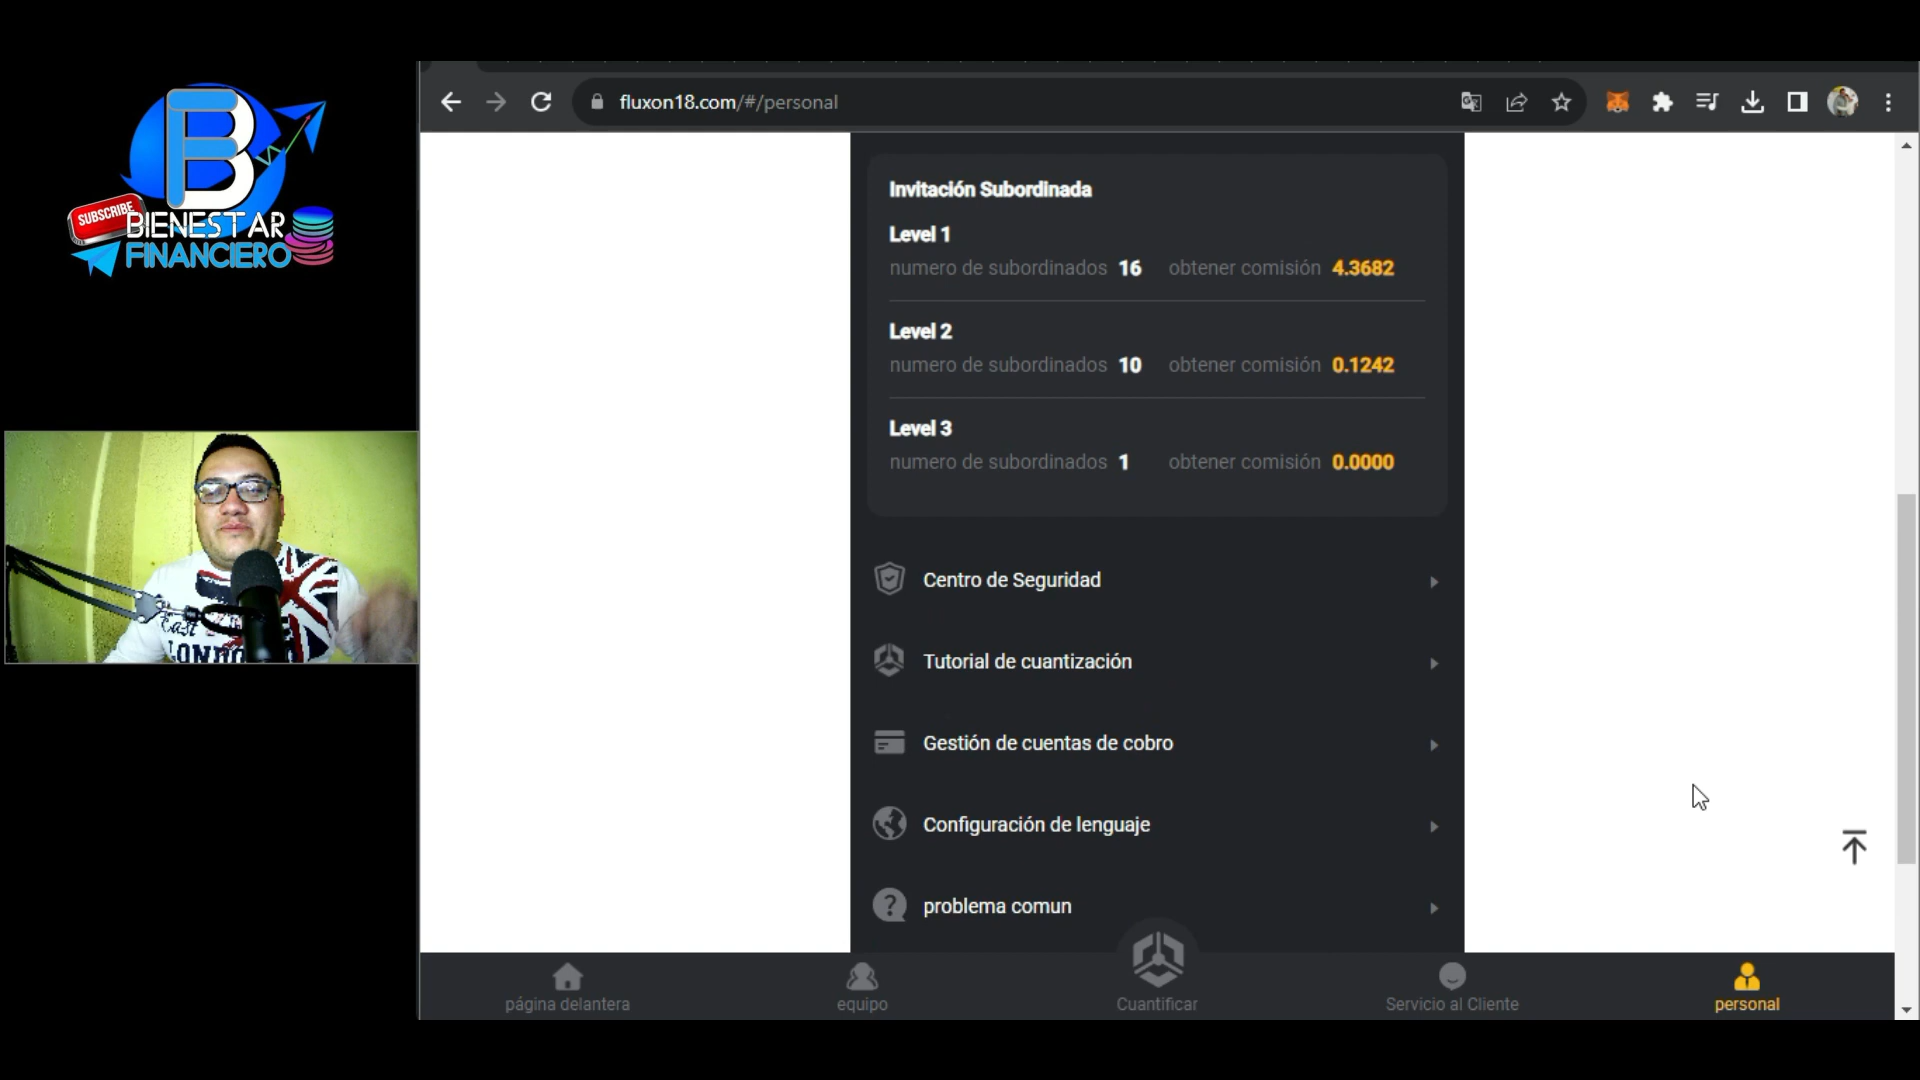 SUBSCRIBE
BIENESTAR
FINANCIERO
East
LONDO
fluxon18.com/#/personal
Invitación Subordinada
Level 1
numero de subordinados 16 obtener comisión 4.3682
Level 2
numero de subordinados 10 obtener comisión 0.1242
Level 3
numero de subordinados 1 obtener comisión 0.0000
Centro de Seguridad
Tutorial de cuantización
Gestión de cuentas de cobro
Configuración de lenguaje
problema comun
página delantera
equipo
Cuantificar
Servicio al Cliente
personal